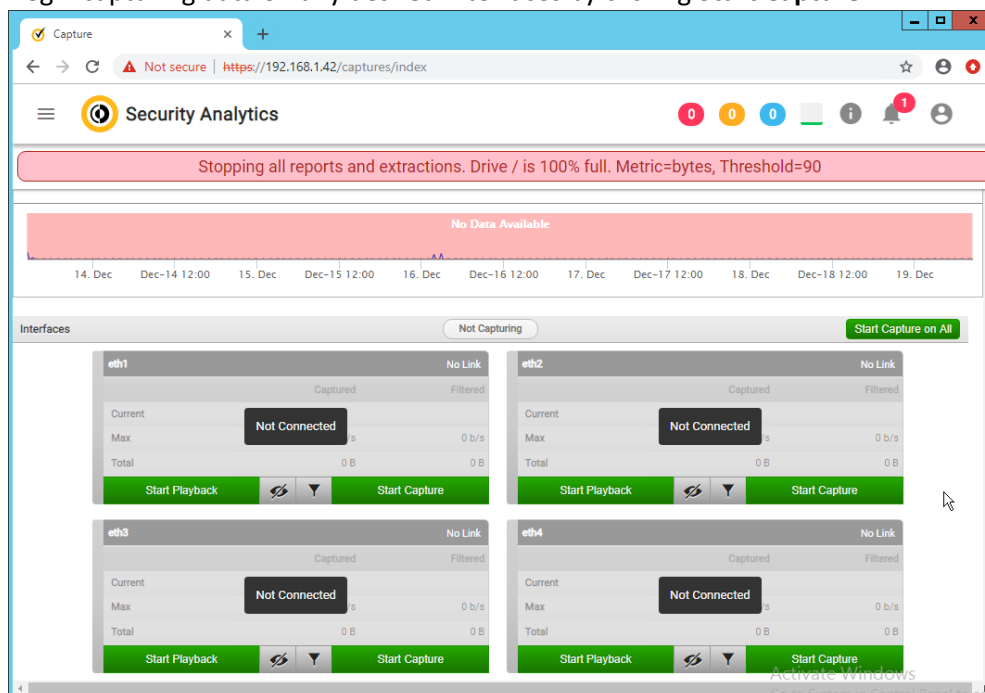 Capture
Not secure | https://192.168.1.42/captures/index
Security Analytics
0 0 0 1
Stopping all reports and extractions. Drive / is 100% full. Metric=bytes, Threshold=90
No Data Available
14. Dec Dec-14 12:00 15. Dec Dec-15 12:00 16. Dec Dec-16 12:00 17. Dec Dec-17 12:00 18. Dec Dec-18 12:00 19. Dec
Interfaces Not Capturing Start Capture on All
eth1 No Link
Captured Filtered
Current
Not Connected
Max 0 b/s
Total 0 B 0 B
Start Playback Start Capture
eth2 No Link
Captured Filtered
Current
Not Connected
Max 0 b/s
Total 0 B 0 B
Start Playback Start Capture
eth3 No Link
Captured Filtered
Current
Not Connected
Max 0 b/s
Total 0 B 0 B
Start Playback Start Capture
eth4 No Link
Captured Filtered
Current
Not Connected
Max 0 b/s
Total 0 B 0 B
Start Playback Start Capture
Activate Windows